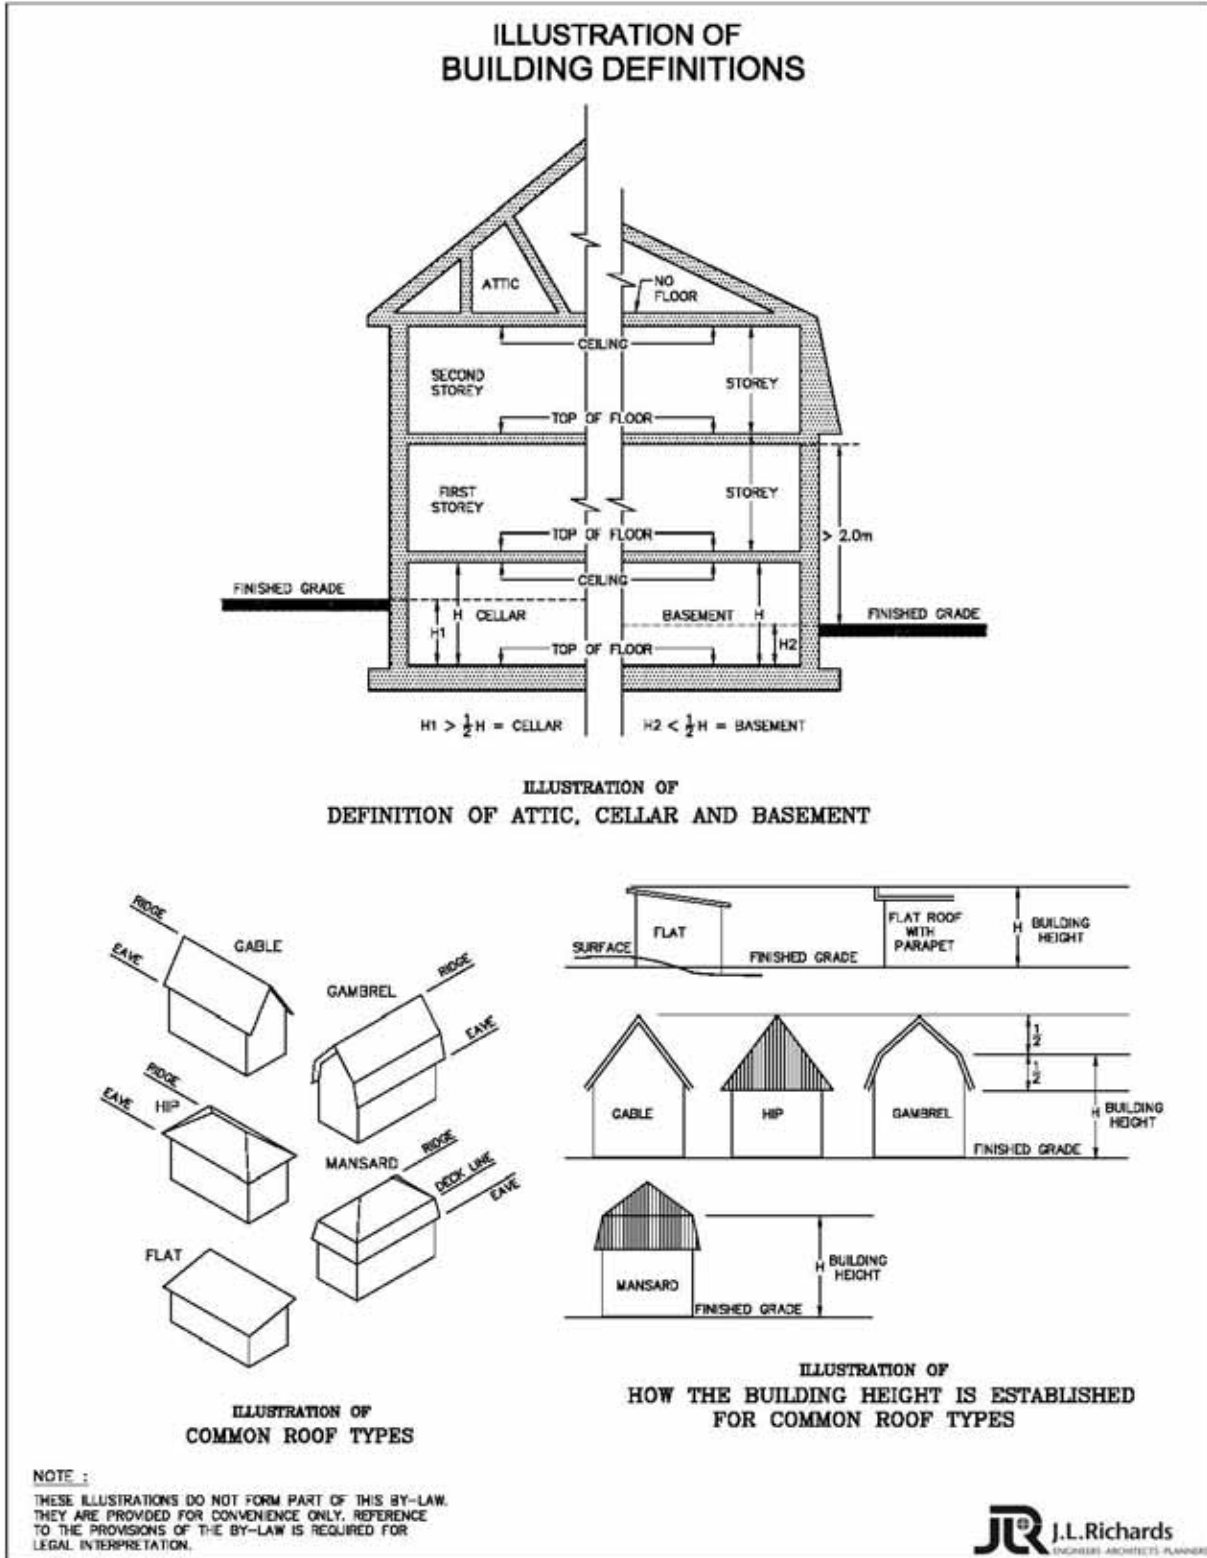 ILLUSTRATION OF
BUILDING DEFINITIONS
ATTIC
NO
FLOOR
CEILING
SECOND
STOREY
STOREY
TOP OF FLOOR
FIRST
STOREY
STOREY
TOP OF FLOOR
> 2.0m
CEILING
FINISHED GRADE
H1
H
CELLAR
BASEMENT
H
H2
FINISHED GRADE
TOP OF FLOOR
H1 > 1/2 H = CELLAR
H2 < 1/2 H = BASEMENT
ILLUSTRATION OF
DEFINITION OF ATTIC, CELLAR AND BASEMENT
RIDGE
EAVE
GABLE
GAMBREL
RIDGE
EAVE
RIDGE
EAVE
HIP
MANSARD
RIDGE
DECK LINE
EAVE
FLAT
ILLUSTRATION OF
COMMON ROOF TYPES
FLAT
SURFACE
FINISHED GRADE
FLAT ROOF
WITH
PARAPET
H
BUILDING
HEIGHT
GABLE
HIP
GAMBREL
1/2
1/2
H
BUILDING
HEIGHT
FINISHED GRADE
MANSARD
H
BUILDING
HEIGHT
FINISHED GRADE
ILLUSTRATION OF
HOW THE BUILDING HEIGHT IS ESTABLISHED
FOR COMMON ROOF TYPES
NOTE :
THESE ILLUSTRATIONS DO NOT FORM PART OF THIS BY-LAW.
THEY ARE PROVIDED FOR CONVENIENCE ONLY. REFERENCE
TO THE PROVISIONS OF THE BY-LAW IS REQUIRED FOR
LEGAL INTERPRETATION.
JLR
J.L.Richards
ENGINEERS·ARCHITECTS·PLANNERS